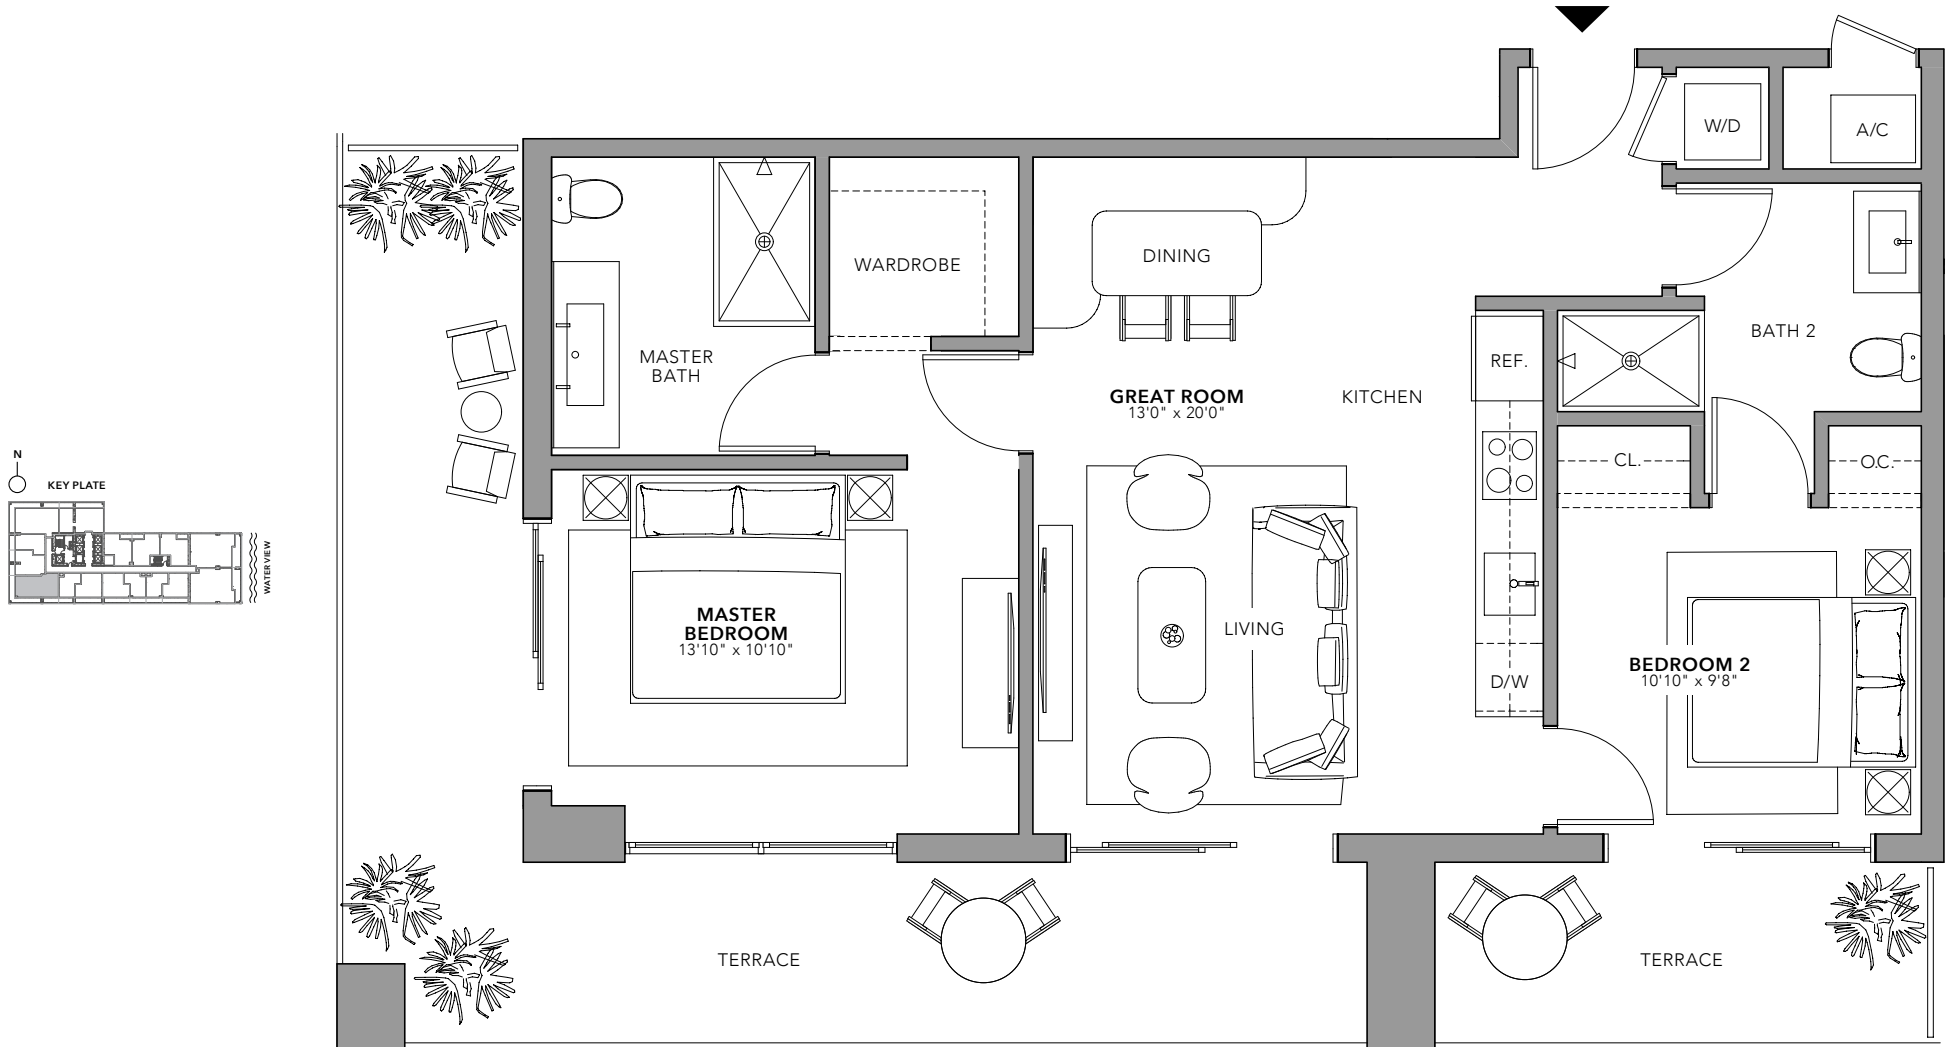 W/D
A/C
DINING
WARDROBE
BATH 2
MASTER
BATH
REF.
GREAT ROOM
13'0" x 20'0"
KITCHEN
CL.
O.C.
N
KEY PLATE
WATER VIEW
MASTER
BEDROOM
13'10" x 10'10"
LIVING
BEDROOM 2
10'10" x 9'8"
D/W
TERRACE
TERRACE